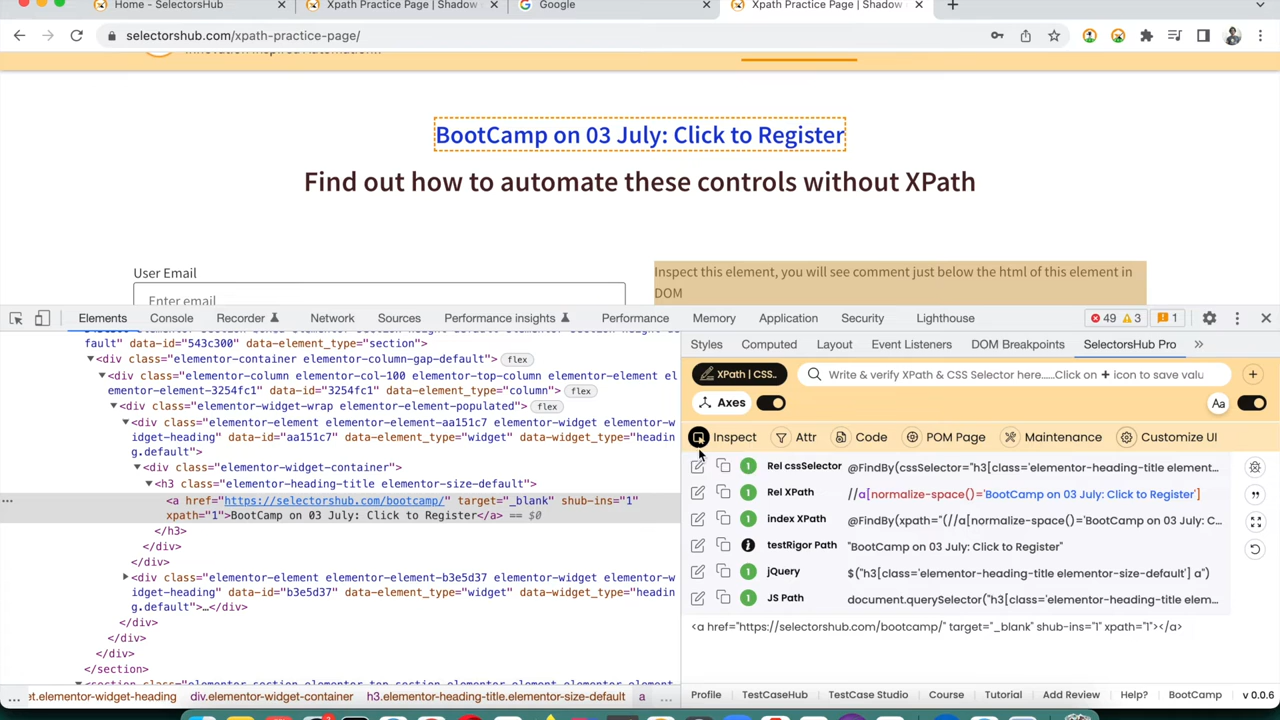 Home - SelectorsHub
Xpath Practice Page | Shadow
Google
Xpath Practice Page | Shadow
selectorshub.com/xpath-practice-page/
BootCamp on 03 July: Click to Register
Find out how to automate these controls without XPath
User Email
Enter email
Inspect this element, you will see comment just below the html of this element in
DOM
Elements Console Recorder Network Sources Performance insights Performance Memory Application Security Lighthouse 49 3 1
fault" data-id="543c300" data-element_type="section">
<div class="elementor-container elementor-column-gap-default"> flex
<div class="elementor-column elementor-col-100 elementor-top-column elementor-element el
ementor-element-3254fc1" data-id="3254fc1" data-element_type="column"> flex
<div class="elementor-widget-wrap elementor-element-populated"> flex
<div class="elementor-element elementor-element-aa151c7 elementor-widget elementor-w
idget-heading" data-id="aa151c7" data-element_type="widget" data-widget_type="headin
g.default">
<div class="elementor-widget-container">
<h3 class="elementor-heading-title elementor-size-default">
<a href="https://selectorshub.com/bootcamp/" target="_blank" shub-ins="1"
xpath="1">BootCamp on 03 July: Click to Register</a> == $0
</h3>
</div>
</div>
<div class="elementor-element elementor-element-b3e5d37 elementor-widget elementor-w
idget-heading" data-id="b3e5d37" data-element_type="widget" data-widget_type="headin
g.default">…</div>
</div>
</div>
</div>
</section>
... et.elementor-widget-heading div.elementor-widget-container h3.elementor-heading-title.elementor-size-default a ...
Styles Computed Layout Event Listeners DOM Breakpoints SelectorsHub Pro
XPath | CSS.. Write & verify XPath & CSS Selector here......Click on + icon to save valu
Axes Aa
Inspect Attr Code POM Page Maintenance Customize UI
1 Rel cssSelector @FindBy(cssSelector="h3[class='elementor-heading-title element...
1 Rel XPath //a[normalize-space()='BootCamp on 03 July: Click to Register']
1 index XPath @FindBy(xpath="(//a[normalize-space()='BootCamp on 03 July: C...
testRigor Path "BootCamp on 03 July: Click to Register"
1 jQuery $("h3[class='elementor-heading-title elementor-size-default'] a")
1 JS Path document.querySelector("h3[class='elementor-heading-title elem...
<a href="https://selectorshub.com/bootcamp/" target="_blank" shub-ins="1" xpath="1"></a>
Profile TestCaseHub TestCase Studio Course Tutorial Add Review Help? BootCamp v 0.0.6